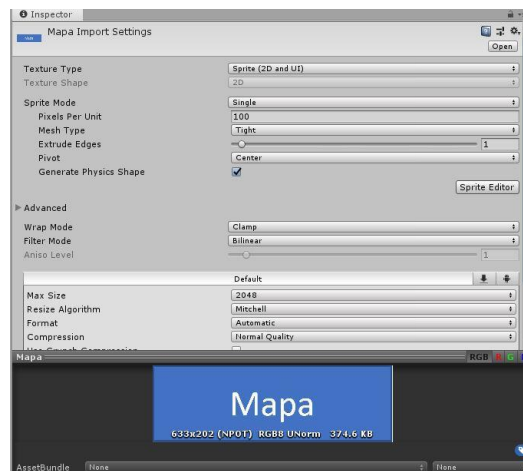 Inspector
Mapa Import Settings
Open
Texture Type Sprite (2D and UI)
Texture Shape 2D
Sprite Mode Single
Pixels Per Unit 100
Mesh Type Tight
Extrude Edges 1
Pivot Center
Generate Physics Shape
Sprite Editor
Advanced
Wrap Mode Clamp
Filter Mode Bilinear
Aniso Level 1
Default
Max Size 2048
Resize Algorithm Mitchell
Format Automatic
Compression Normal Quality
Use Crunch Compression
Mapa RGB R G
Mapa
633x202 (NPOT) RGB8 UNorm 374.6 KB
AssetBundle None None